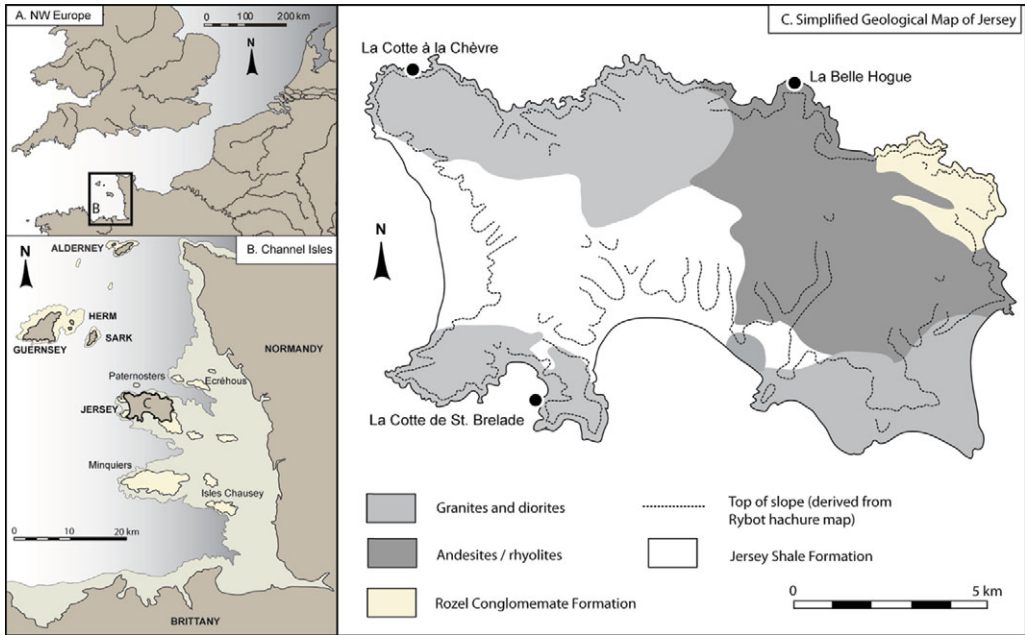 A. NW Europe
0 100 200 km
N
B
N
B. Channel Isles
ALDERNEY
HERM
SARK
GUERNSEY
NORMANDY
Paternosters
Ecréhous
JERSEY
C
Minquiers
Isles Chausey
0 10 20 km
BRITTANY
C. Simplified Geological Map of Jersey
La Cotte à la Chèvre
La Belle Hogue
N
La Cotte de St. Brelade
Granites and diorites
Andesites / rhyolites
Rozel Conglomemate Formation
Top of slope (derived from
Rybot hachure map)
Jersey Shale Formation
0 5 km